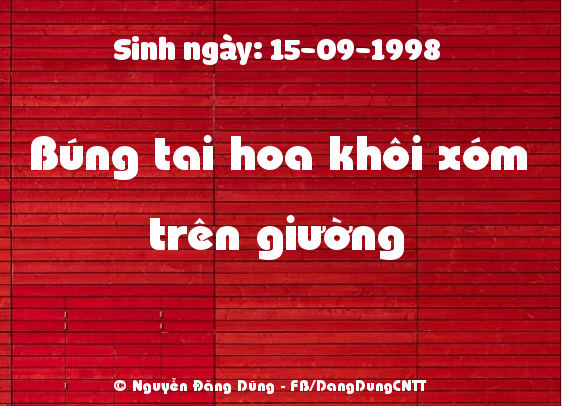 Sinh ngày: 15-09-1998
Búng tai hoa khôi xóm
trên giường
© Nguyễn Đăng Dũng - FB/DangDungCNTT